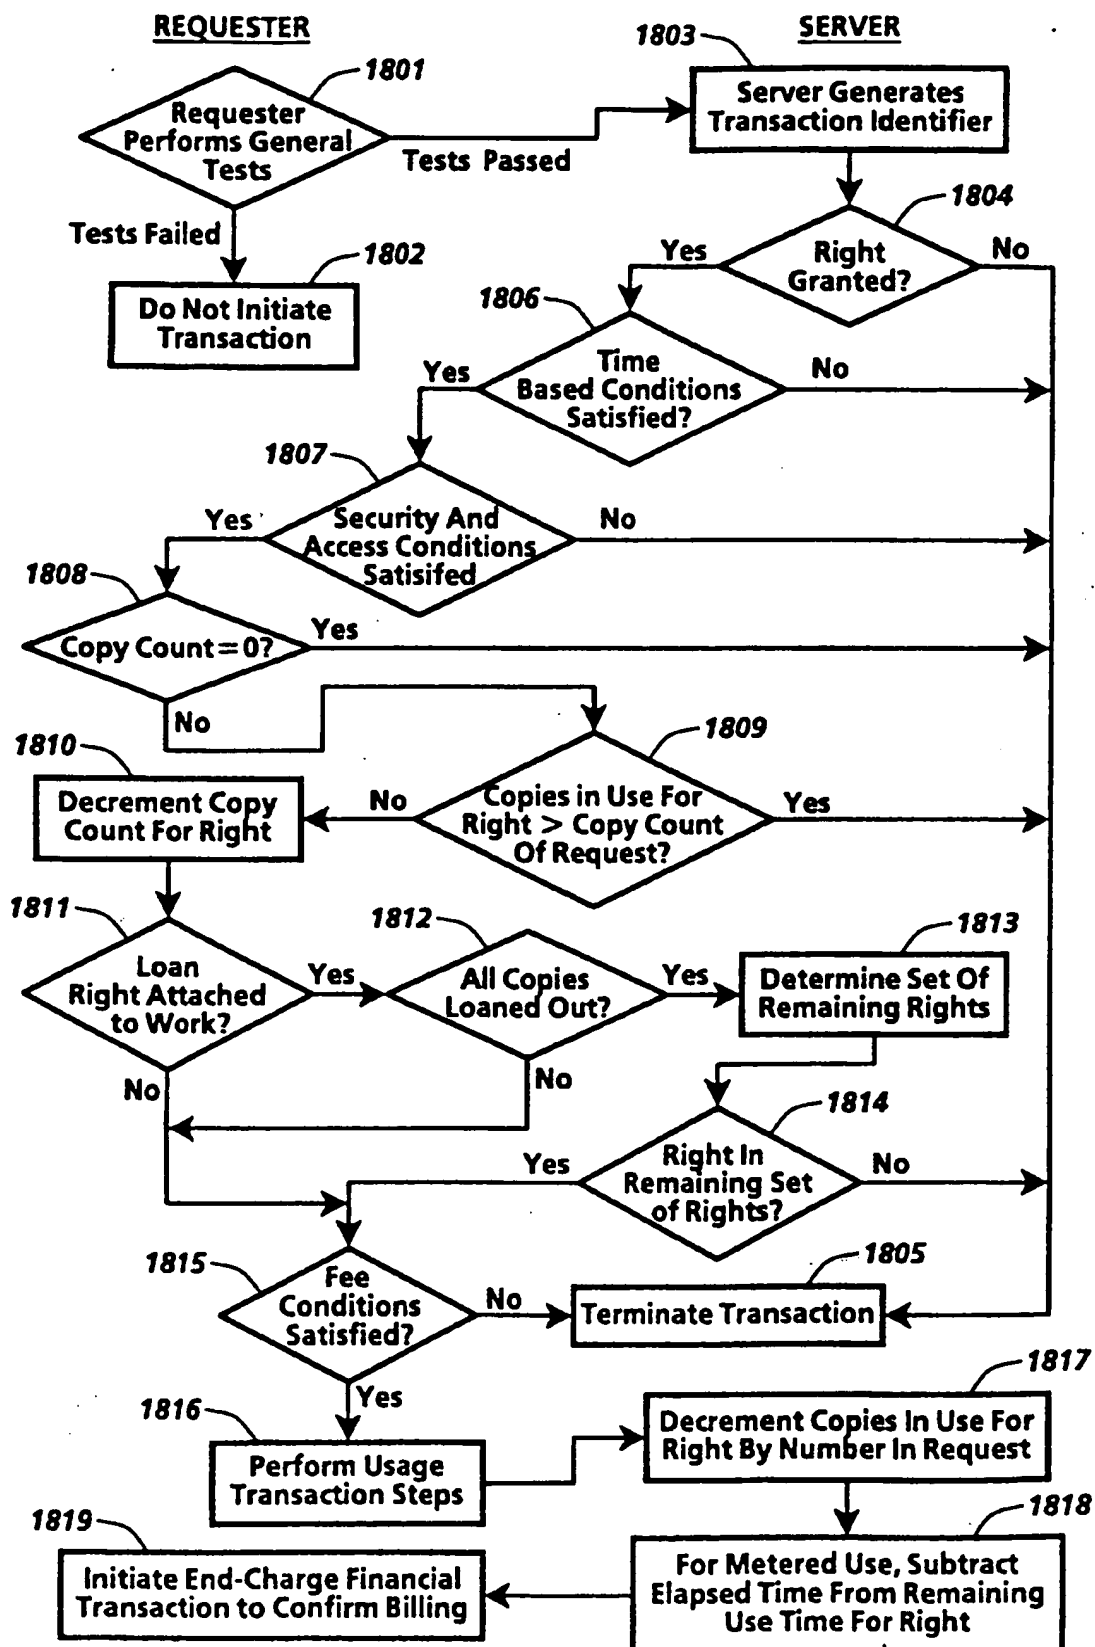 REQUESTER
SERVER
1801
1803
Requester
Performs General
Tests
Server Generates
Transaction Identifier
Tests Passed
Tests Failed
1802
Do Not Initiate
Transaction
1804
Right
Granted?
Yes
No
1806
Time
Based Conditions
Satisfied?
Yes
No
1807
Security And
Access Conditions
Satisifed
Yes
No
1808
Copy Count=0?
Yes
No
1809
Copies in Use For
Right > Copy Count
Of Request?
No
Yes
1810
Decrement Copy
Count For Right
1811
Loan
Right Attached
to Work?
Yes
No
1812
All Copies
Loaned Out?
Yes
No
1813
Determine Set Of
Remaining Rights
1814
Right In
Remaining Set
of Rights?
Yes
No
1815
Fee
Conditions
Satisfied?
No
Yes
1805
Terminate Transaction
1816
Perform Usage
Transaction Steps
1817
Decrement Copies In Use For
Right By Number In Request
1818
For Metered Use, Subtract
Elapsed Time From Remaining
Use Time For Right
1819
Initiate End-Charge Financial
Transaction to Confirm Billing